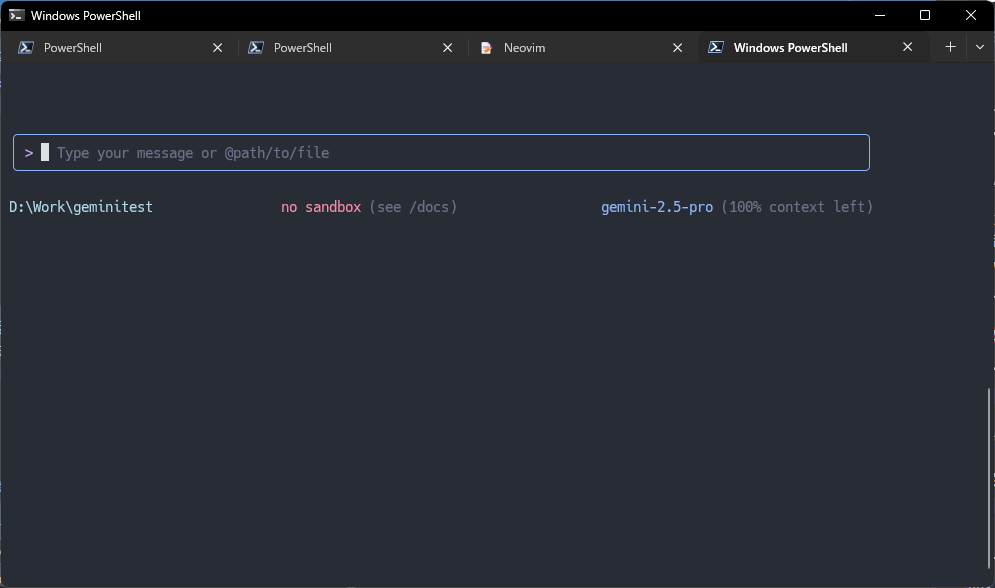 Windows PowerShell
PowerShell PowerShell Neovim Windows PowerShell
> Type your message or @path/to/file
D:\Work\geminitest no sandbox (see /docs) gemini-2.5-pro (100% context left)